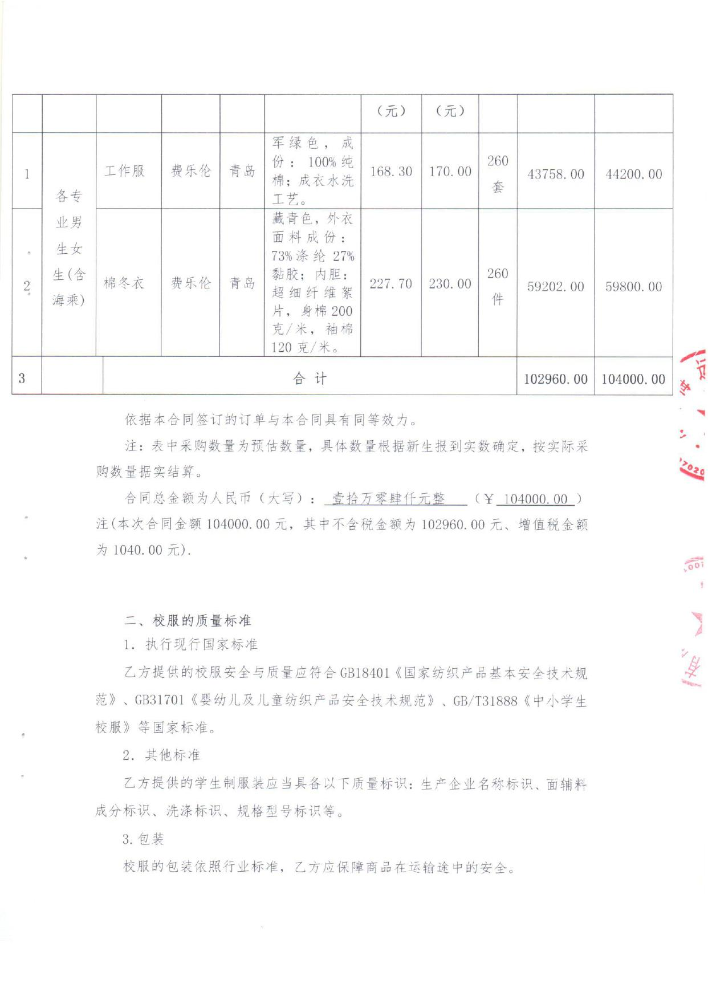 （元） （元）
1 各专业男生女生(含海乘) 工作服 费乐伦 青岛 军绿色，成份：100%纯棉；成衣水洗工艺。 168.30 170.00 260套 43758.00 44200.00
2 棉冬衣 费乐伦 青岛 藏青色，外衣面料成份：73%涤纶 27%黏胶；内胆：超细纤维絮片，身棉200克/米，袖棉120克/米。 227.70 230.00 260件 59202.00 59800.00
3 合 计 102960.00 104000.00
依据本合同签订的订单与本合同具有同等效力。
注：表中采购数量为预估数量，具体数量根据新生报到实数确定，按实际采
购数量据实结算。
合同总金额为人民币（大写）： 壹拾万零肆仟元整 （￥ 104000.00 ）
注(本次合同金额 104000.00 元，其中不含税金额为 102960.00 元、增值税金额
为 1040.00 元).
二、校服的质量标准
1. 执行现行国家标准
乙方提供的校服安全与质量应符合 GB18401《国家纺织产品基本安全技术规
范》、GB31701《婴幼儿及儿童纺织产品安全技术规范》、GB/T31888《中小学生
校服》等国家标准。
2. 其他标准
乙方提供的学生制服装应当具备以下质量标识：生产企业名称标识、面辅料
成分标识、洗涤标识、规格型号标识等。
3.包装
校服的包装依照行业标准，乙方应保障商品在运输途中的安全。